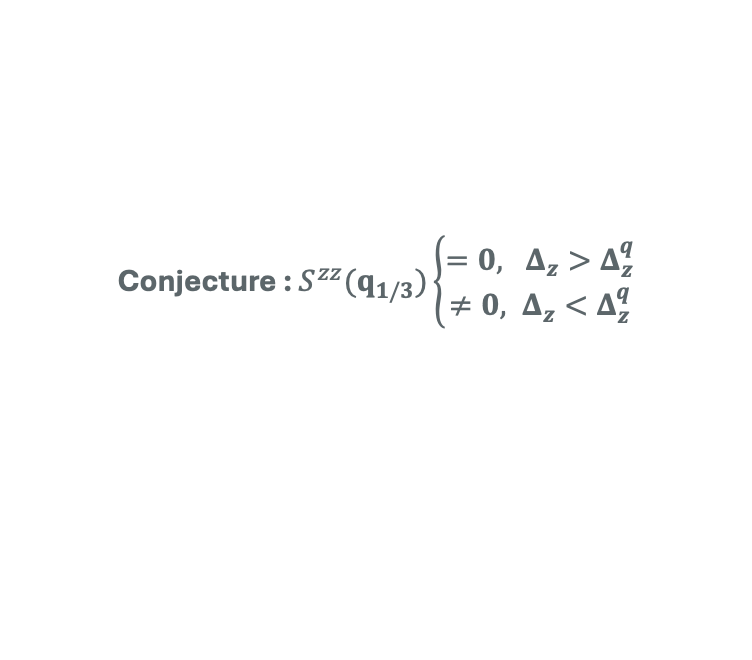 Conjecture : S^{zz}(q_{1/3}) { = 0, Δ_z > Δ_z^q
≠ 0, Δ_z < Δ_z^q